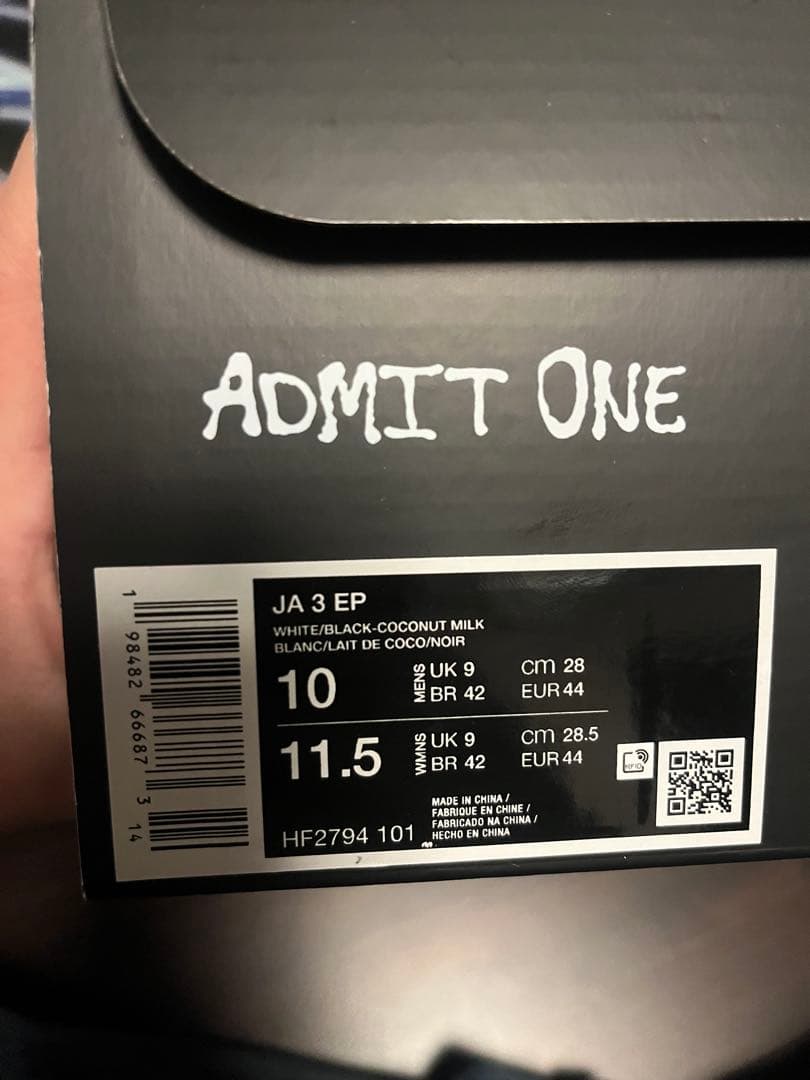 ADMIT ONE
JA 3 EP
WHITE/BLACK-COCONUT MILK
BLANC/LAIT DE COCO/NOIR
10 MENS UK 9 cm 28
BR 42 EUR 44
11.5 WMNS UK 9 cm 28.5
BR 42 EUR 44
RFID
MADE IN CHINA /
FABRIQUE EN CHINE /
FABRICADO NA CHINA /
HECHO EN CHINA
HF2794 101
1 98482 66687 3 14